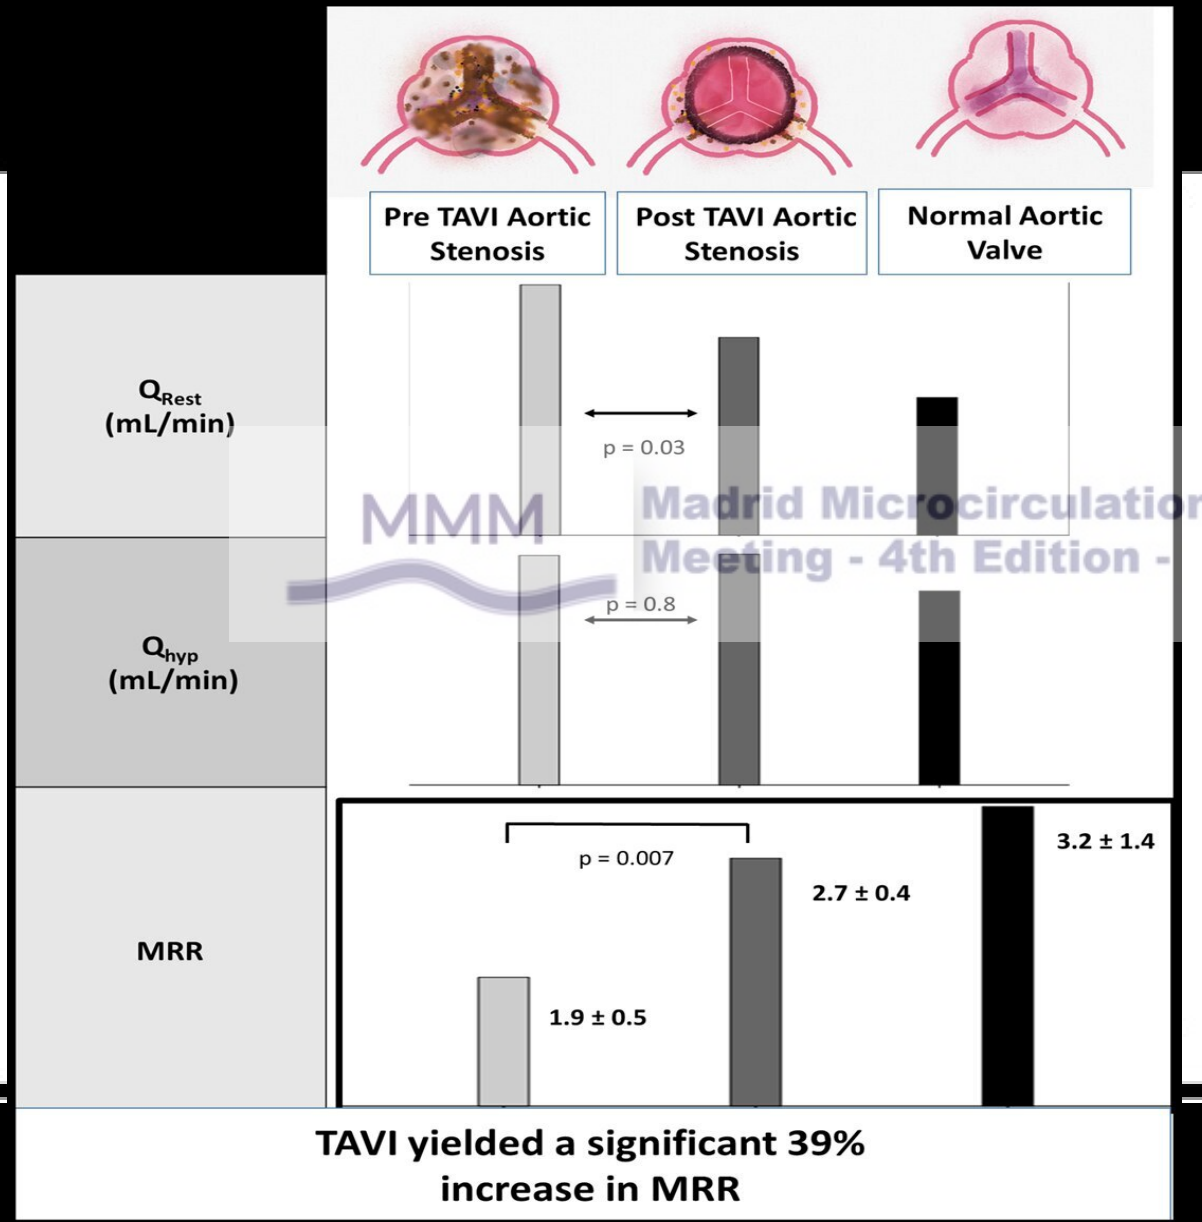 Pre TAVI Aortic
Stenosis
Post TAVI Aortic
Stenosis
Normal Aortic
Valve
QRest
(mL/min)
p = 0.03
MMM
Madrid Microcirculation
Meeting - 4th Edition -
Qhyp
(mL/min)
p = 0.8
MRR
p = 0.007
1.9 ± 0.5
2.7 ± 0.4
3.2 ± 1.4
TAVI yielded a significant 39%
increase in MRR